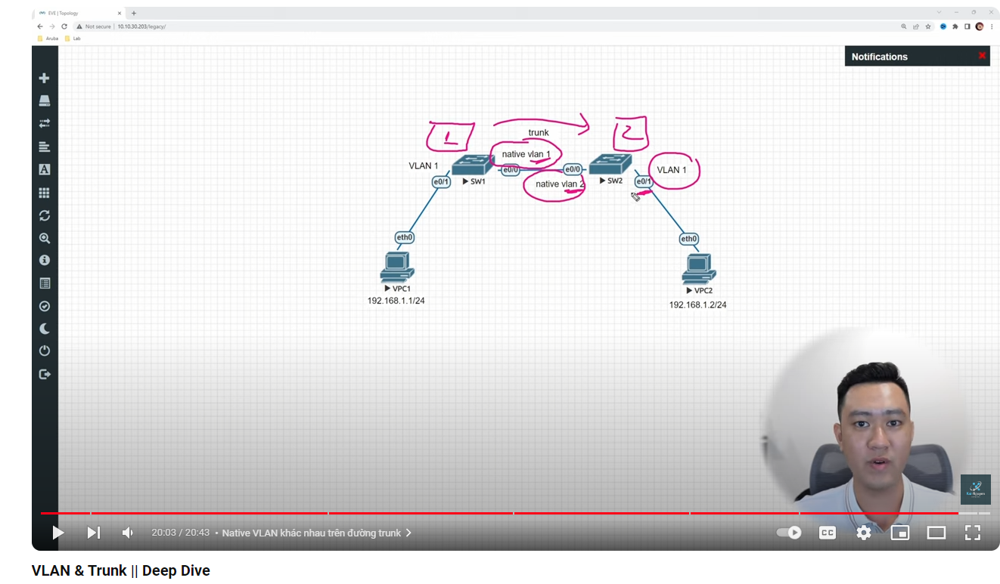 EVE | Topology
Not secure | 10.10.30.203/legacy/
Aruba Lab
Notifications
1
2
trunk
native vlan 1
VLAN 1
VLAN 1
e0/0
e0/0
SW1
SW2
native vlan 2
e0/1
e0/1
eth0
eth0
VPC1
VPC2
192.168.1.1/24
192.168.1.2/24
Kai Nguyen
20:03 / 20:43 • Native VLAN khác nhau trên đường trunk
CC
VLAN & Trunk || Deep Dive